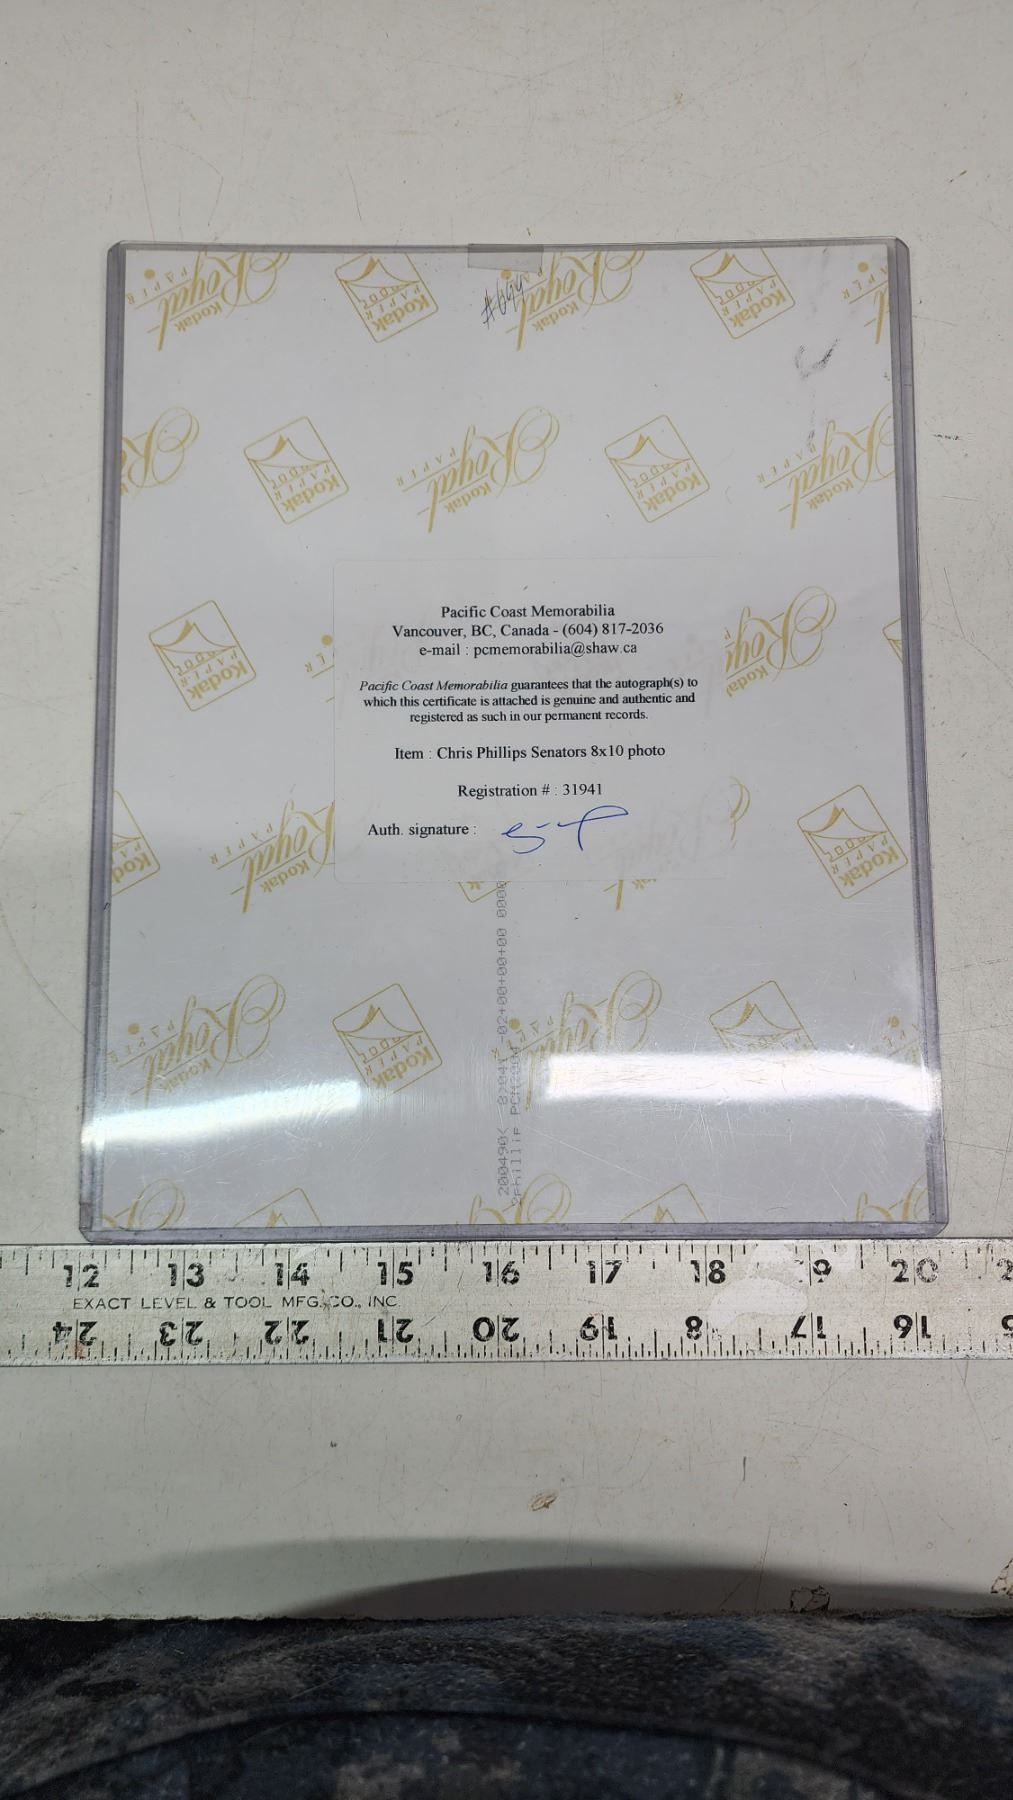 Kodak Royal PAPER
Kodak PAPER
Pacific Coast Memorabilia
Vancouver, BC, Canada - (604) 817-2036
e-mail : pcmemorabilia@shaw.ca
Pacific Coast Memorabilia guarantees that the autograph(s) to
which this certificate is attached is genuine and authentic and
registered as such in our permanent records.
Item : Chris Phillips Senators 8x10 photo
Registration # : 31941
Auth. signature :
12 13 14 15 16 17 18 19 20
EXACT LEVEL & TOOL MFG. CO., INC
24 23 22 21 20 19 18 17 16